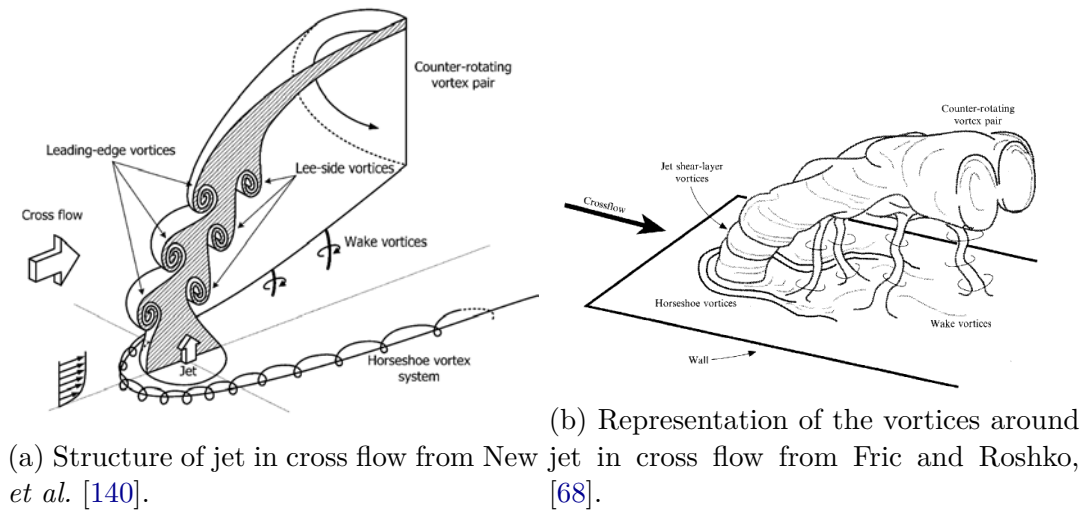 Counter-rotating
vortex pair
Leading-edge vortices
Lee-side vortices
Cross flow
Wake vortices
Horseshoe vortex
system
Jet
Counter-rotating
vortex pair
Jet shear-layer
vortices
Crossflow
Horseshoe vortices
Wake vortices
Wall
(a) Structure of jet in cross flow from New
et al. [140].
(b) Representation of the vortices around
jet in cross flow from Fric and Roshko,
[68].